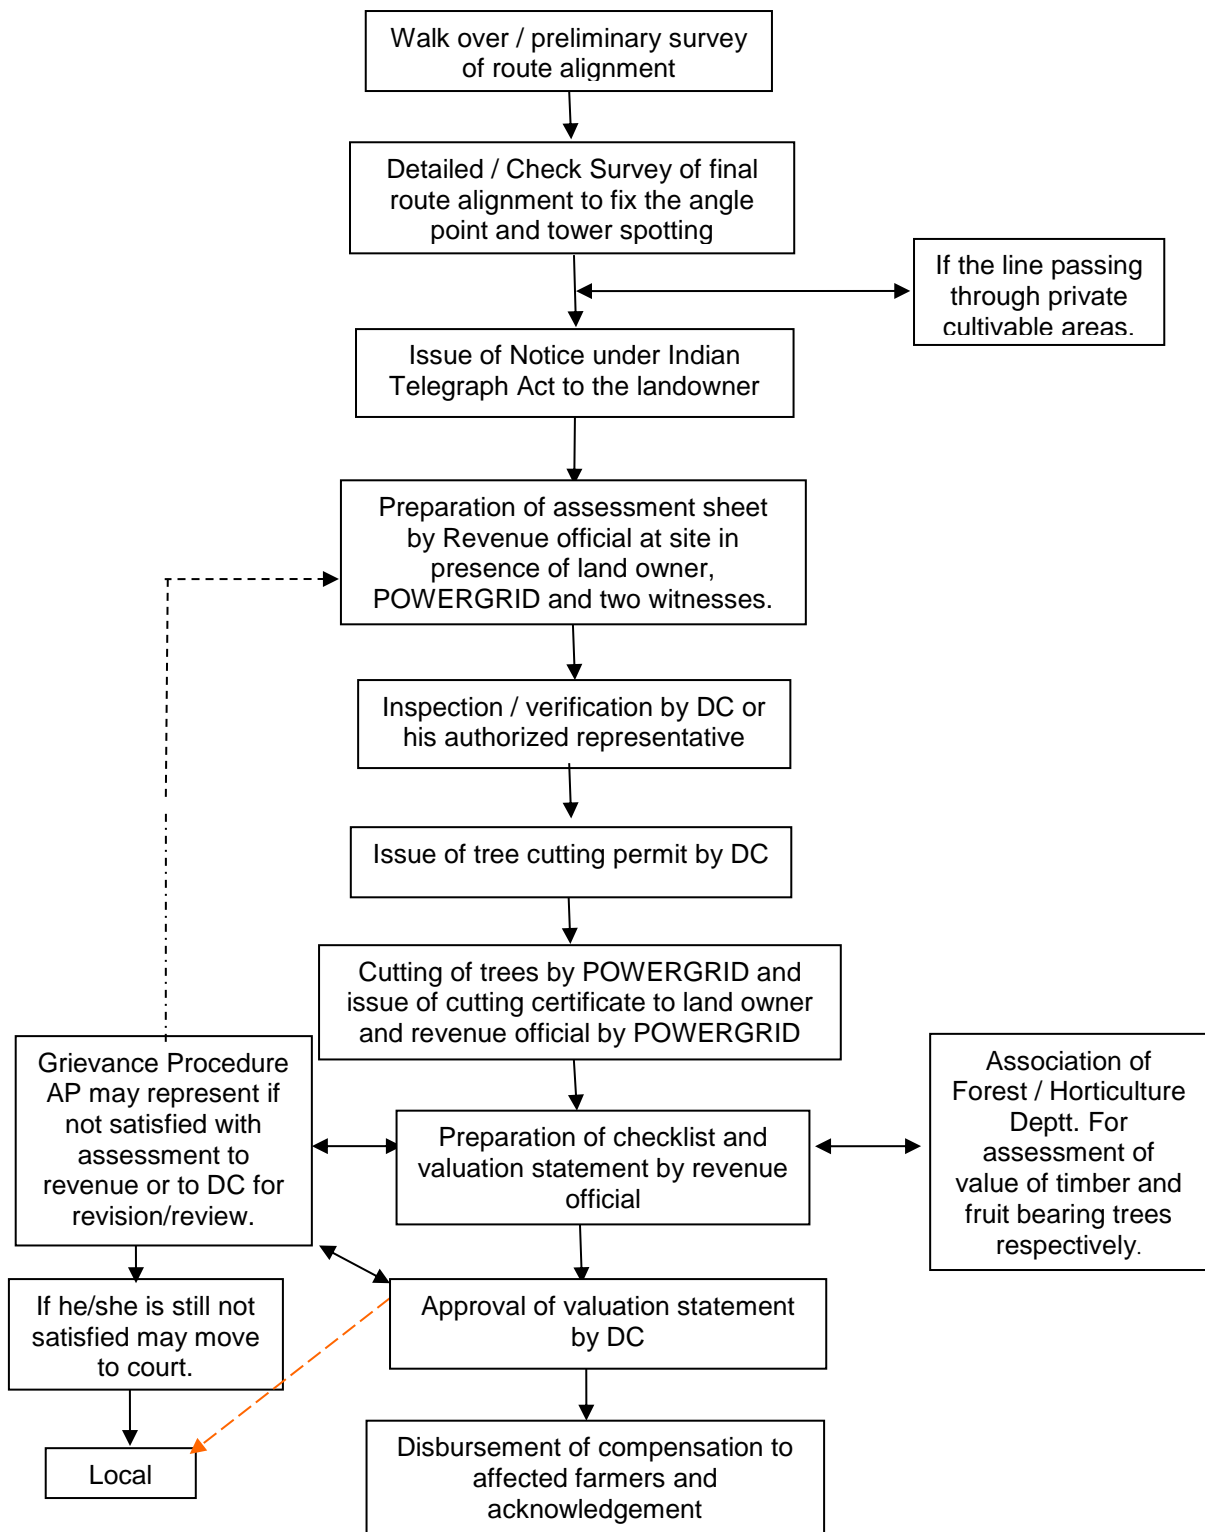 Walk over / preliminary survey
of route alignment
Detailed / Check Survey of final
route alignment to fix the angle
point and tower spotting
If the line passing
through private
cultivable areas.
Issue of Notice under Indian
Telegraph Act to the landowner
Preparation of assessment sheet
by Revenue official at site in
presence of land owner,
POWERGRID and two witnesses.
Inspection / verification by DC or
his authorized representative
Issue of tree cutting permit by DC
Cutting of trees by POWERGRID and
issue of cutting certificate to land owner
and revenue official by POWERGRID
Grievance Procedure
AP may represent if
not satisfied with
assessment to
revenue or to DC for
revision/review.
Preparation of checklist and
valuation statement by revenue
official
Association of
Forest / Horticulture
Deptt. For
assessment of
value of timber and
fruit bearing trees
respectively.
If he/she is still not
satisfied may move
to court.
Approval of valuation statement
by DC
Local
Disbursement of compensation to
affected farmers and
acknowledgement